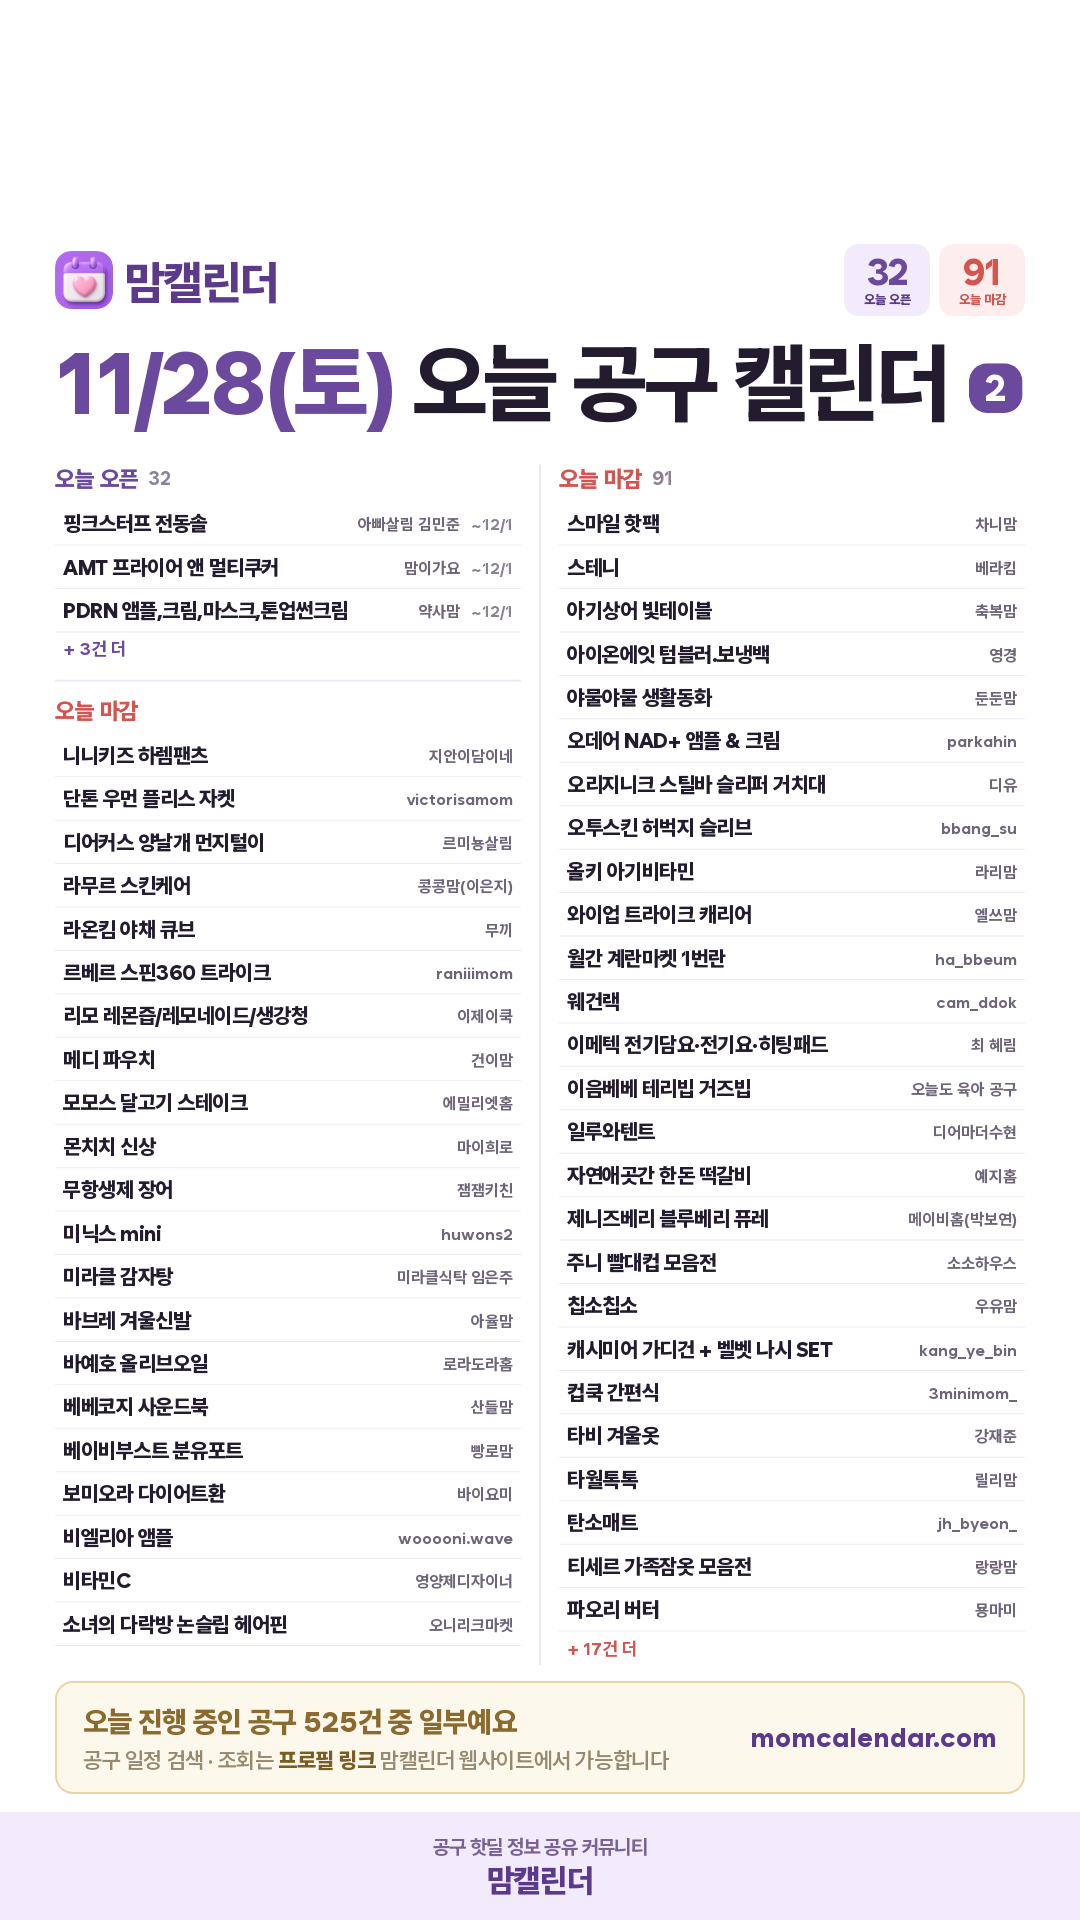 맘캘린더
32
오늘 오픈
91
오늘 마감
11/28(토) 오늘 공구 캘린더 2
오늘 오픈 32
핑크스터프 전동솔 아빠살림 김민준 ~12/1
AMT 프라이어 앤 멀티쿠커 맘이가요 ~12/1
PDRN 앰플,크림,마스크,톤업썬크림 약사맘 ~12/1
+ 3건 더
오늘 마감
니니키즈 하렘팬츠 지안이담이네
단톤 우먼 플리스 자켓 victorisamom
디어커스 양날개 먼지털이 르미뇽살림
라무르 스킨케어 콩콩맘(이은지)
라온킴 야채 큐브 무끼
르베르 스핀360 트라이크 raniiimom
리모 레몬즙/레모네이드/생강청 이제이쿡
메디 파우치 건이맘
모모스 달고기 스테이크 에밀리엣홈
몬치치 신상 마이희로
무항생제 장어 잼잼키친
미닉스 mini huwons2
미라클 감자탕 미라클식탁 임은주
바브레 겨울신발 아율맘
바예호 올리브오일 로라도라홈
베베코지 사운드북 산들맘
베이비부스트 분유포트 빵로맘
보미오라 다이어트환 바이요미
비엘리아 앰플 wooooni.wave
비타민C 영양제디자이너
소녀의 다락방 논슬립 헤어핀 오니리크마켓
오늘 마감 91
스마일 핫팩 차니맘
스테니 베라킴
아기상어 빛테이블 축복맘
아이온에잇 텀블러.보냉백 영경
야물야물 생활동화 둔둔맘
오데어 NAD+ 앰플 & 크림 parkahin
오리지니크 스틸바 슬리퍼 거치대 디유
오투스킨 허벅지 슬리브 bbang_su
올키 아기비타민 라리맘
와이업 트라이크 캐리어 엘쓰맘
월간 계란마켓 1번란 ha_bbeum
웨건랙 cam_ddok
이메텍 전기담요·전기요·히팅패드 최 혜림
이음베베 테리빕 거즈빕 오늘도 육아 공구
일루와텐트 디어마더수현
자연애곳간 한돈 떡갈비 예지홈
제니즈베리 블루베리 퓨레 메이비홈(박보연)
주니 빨대컵 모음전 소소하우스
칩소칩소 우유맘
캐시미어 가디건 + 벨벳 나시 SET kang_ye_bin
컵쿡 간편식 3minimom_
타비 겨울옷 강재준
타월톡톡 릴리맘
탄소매트 jh_byeon_
티세르 가족잠옷 모음전 랑랑맘
파오리 버터 용마미
+ 17건 더
오늘 진행 중인 공구 525건 중 일부예요
공구 일정 검색 · 조회는 프로필 링크 맘캘린더 웹사이트에서 가능합니다
momcalendar.com
공구 핫딜 정보 공유 커뮤니티
맘캘린더